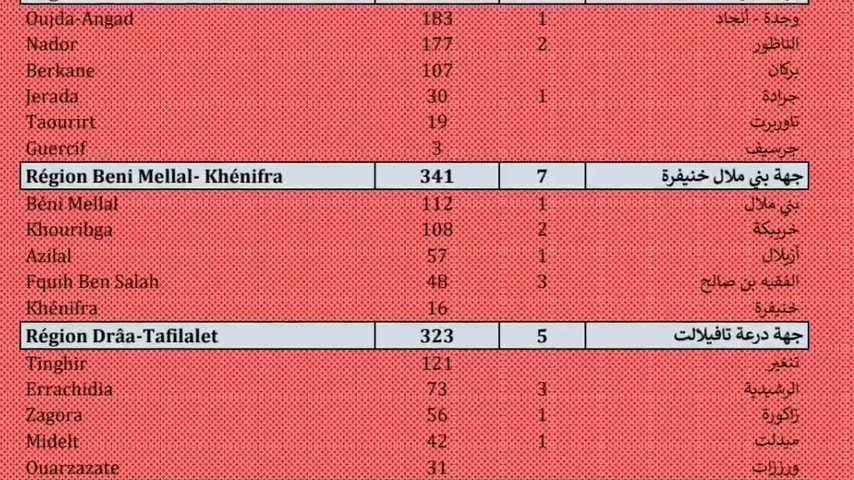 Oujda-Angad 183 1 وجدة - أنجاد
Nador 177 2 الناظور
Berkane 107 بركان
Jerada 30 1 جرادة
Taourirt 19 تاوريرت
Guercif 3 جرسيف
Région Beni Mellal- Khénifra 341 7 جهة بني ملال خنيفرة
Béni Mellal 112 1 بني ملال
Khouribga 108 2 خريبكة
Azilal 57 1 أزيلال
Fquih Ben Salah 48 3 الفقيه بن صالح
Khénifra 16 خنيفرة
Région Drâa-Tafilalet 323 5 جهة درعة تافيلالت
Tinghir 121 تنغير
Errachidia 73 3 الرشيدية
Zagora 56 1 زاكورة
Midelt 42 1 ميدلت
Ouarzazate 31 ورززات